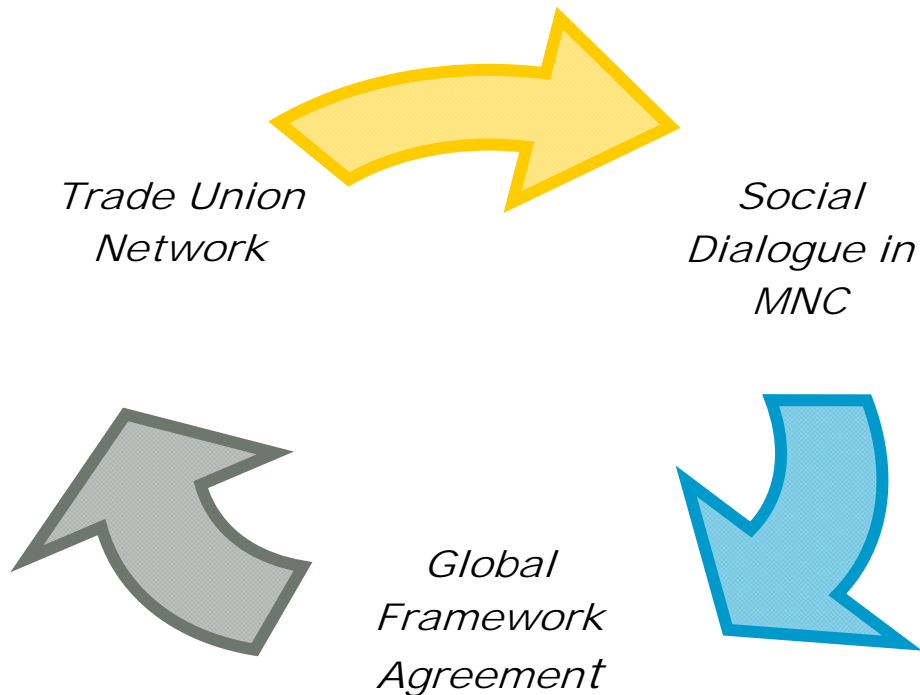 Trade Union
Network
Social
Dialogue in
MNC
Global
Framework
Agreement